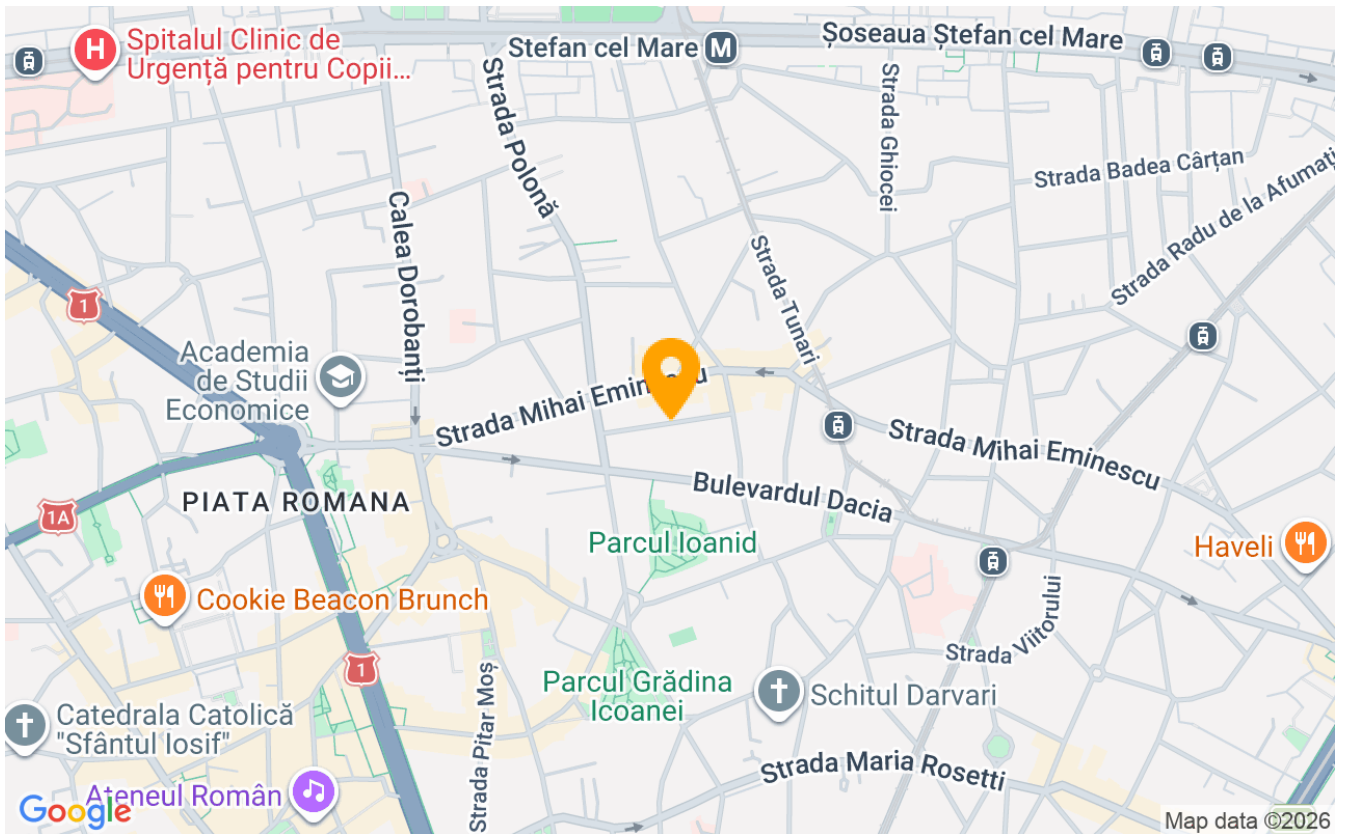 Spitalul Clinic de
Urgență pentru Copii...
H
Ștefan cel Mare
M
Șoseaua Ștefan cel Mare
Strada Polonă
Strada Ghiocei
Strada Badea Cârțan
Strada Radu de la Afumați
Calea Dorobanți
Strada Tunari
1
Academia
de Studii
Economice
Strada Mihai Eminescu
Strada Mihai Eminescu
PIATA ROMANA
1A
Bulevardul Dacia
Parcul Ioanid
Haveli
Cookie Beacon Brunch
Strada Viitorului
1
Strada Pitar Moș
Parcul Grădina
Icoanei
Schitul Darvari
Catedrala Catolică
"Sfântul Iosif"
Strada Maria Rosetti
Ateneul Român
Google
Map data ©2026